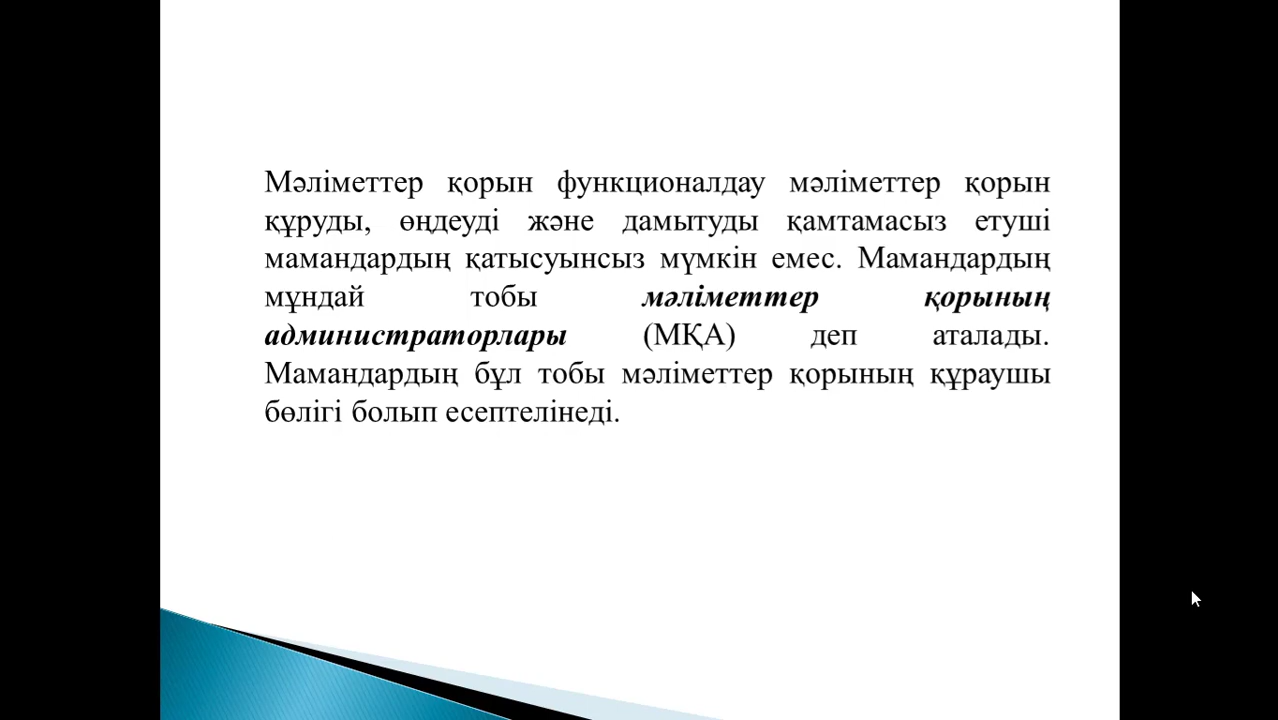 Мәліметтер қорын функционалдау мәліметтер қорын
құруды, өңдеуді және дамытуды қамтамасыз етуші
мамандардың қатысуынсыз мүмкін емес. Мамандардың
мұндай тобы мәліметтер қорының
администраторлары (МҚА) деп аталады.
Мамандардың бұл тобы мәліметтер қорының құраушы
бөлігі болып есептелінеді.